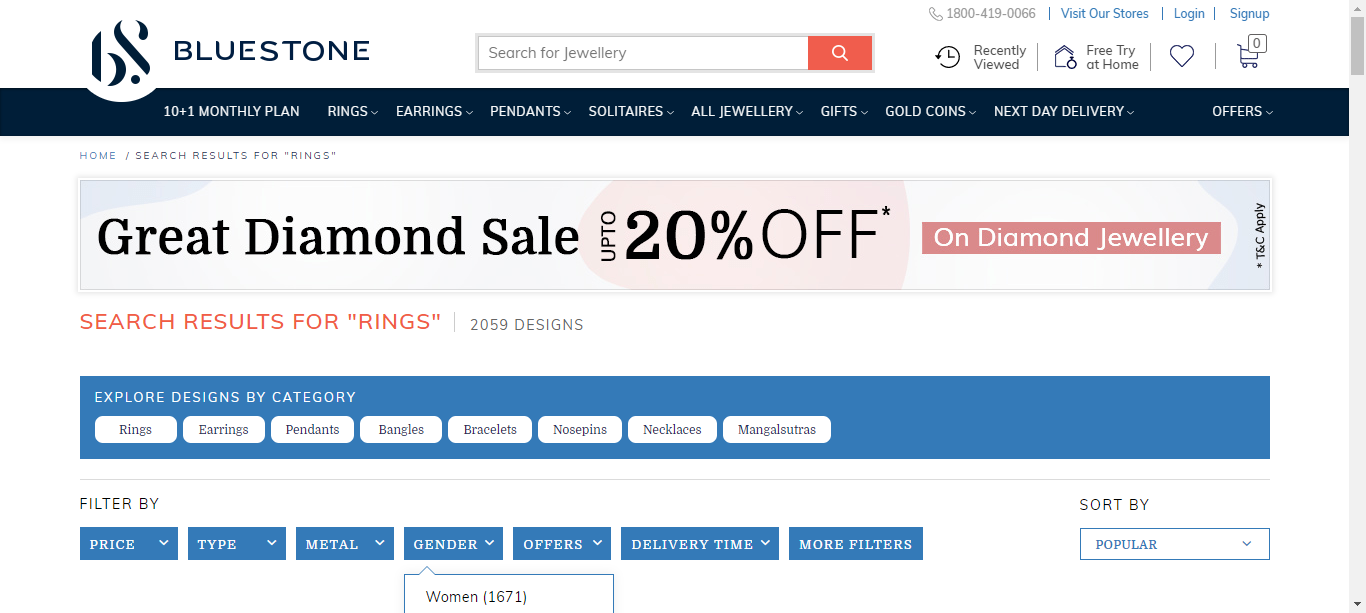 1800-419-0066
Visit Our Stores
Login
Signup
BLUESTONE
Search for Jewellery
Recently
Viewed
Free Try
at Home
0
10+1 MONTHLY PLAN
RINGS
EARRINGS
PENDANTS
SOLITAIRES
ALL JEWELLERY
GIFTS
GOLD COINS
NEXT DAY DELIVERY
OFFERS
HOME / SEARCH RESULTS FOR "RINGS"
Great Diamond Sale
UPTO
20% OFF*
On Diamond Jewellery
* T&C Apply
SEARCH RESULTS FOR "RINGS"
2059 DESIGNS
EXPLORE DESIGNS BY CATEGORY
Rings
Earrings
Pendants
Bangles
Bracelets
Nosepins
Necklaces
Mangalsutras
FILTER BY
SORT BY
PRICE
TYPE
METAL
GENDER
OFFERS
DELIVERY TIME
MORE FILTERS
POPULAR
Women (1671)